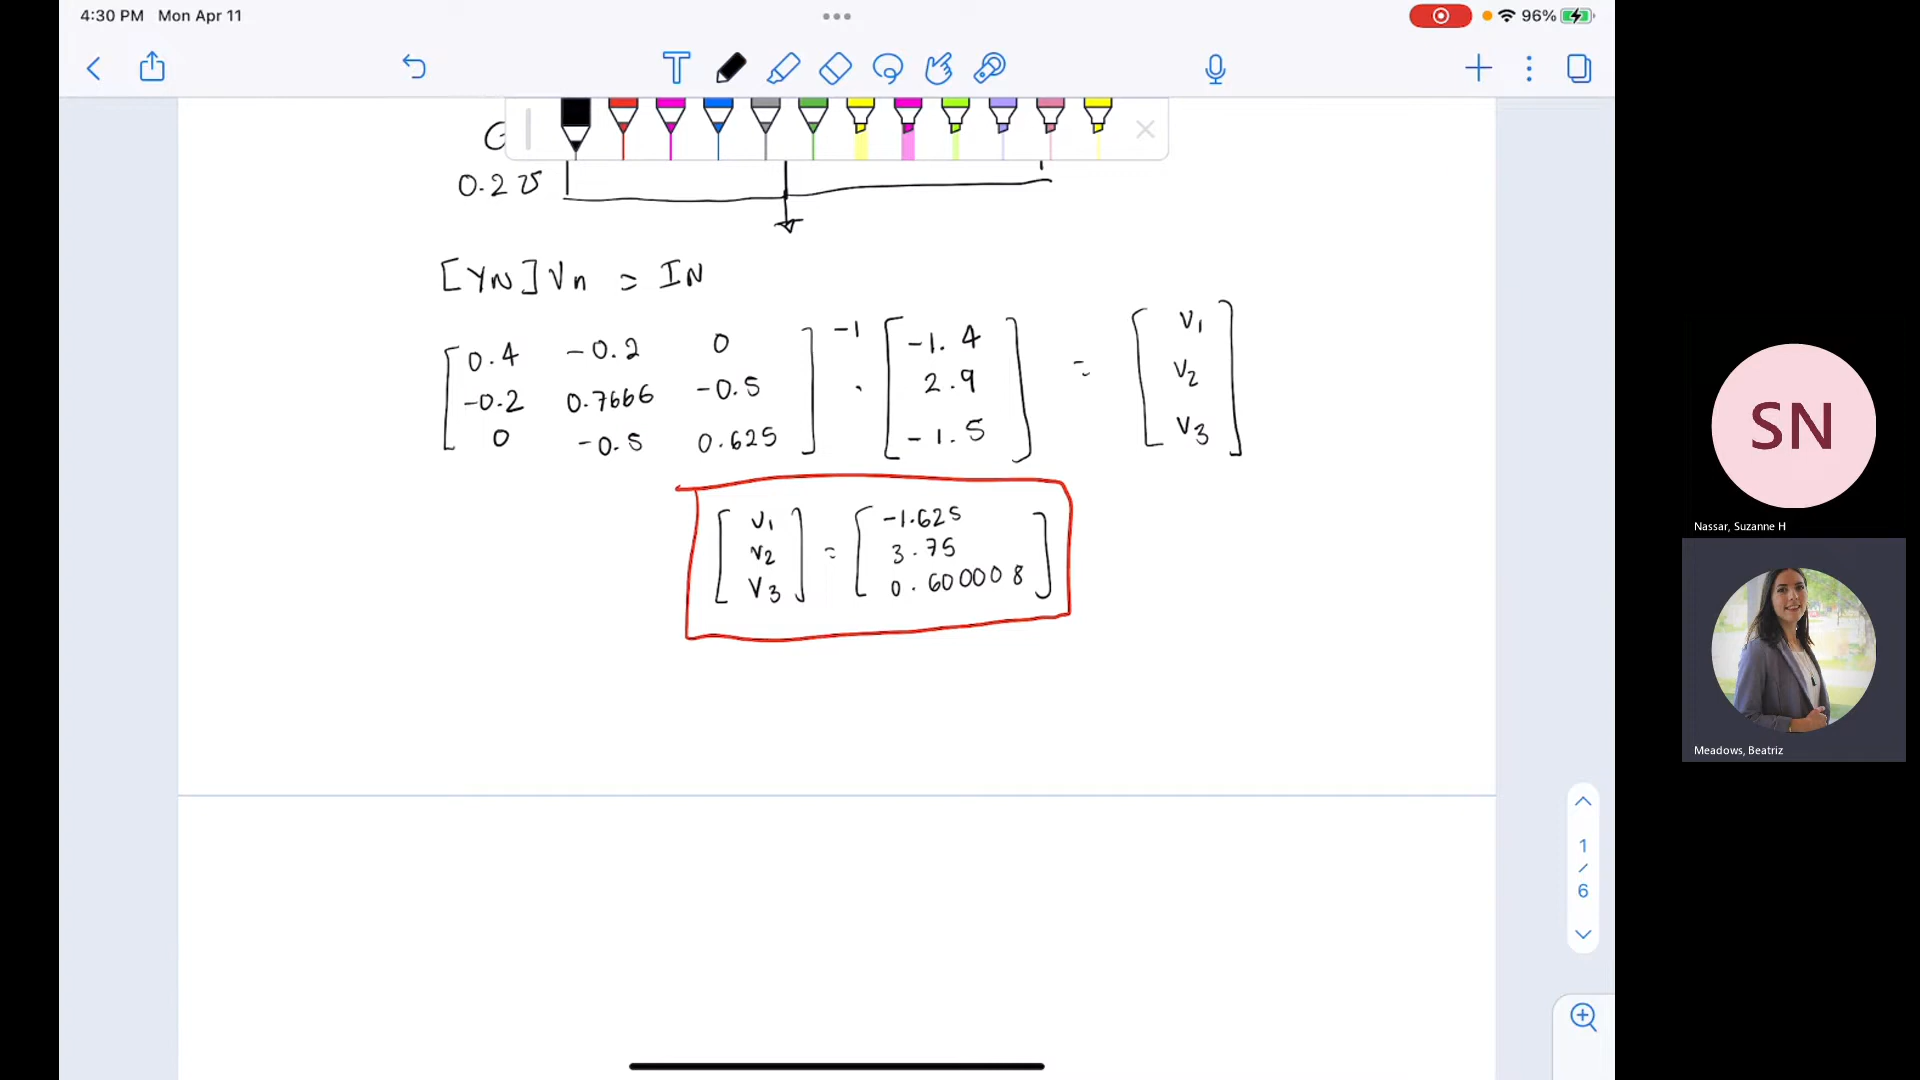 4:30 PM Mon Apr 11
96%
0.2 25
[YN]Vn = IN
[0.4 -0.2 0
-0.2 0.7666 -0.5
0 -0.5 0.625]
-1
.
[-1.4
2.9
-1.5]
=
[V1
V2
V3]
[V1
V2
V3]
=
[-1.625
3.75
0.600008]
1
/
6
SN
Nassar, Suzanne H
Meadows, Beatriz